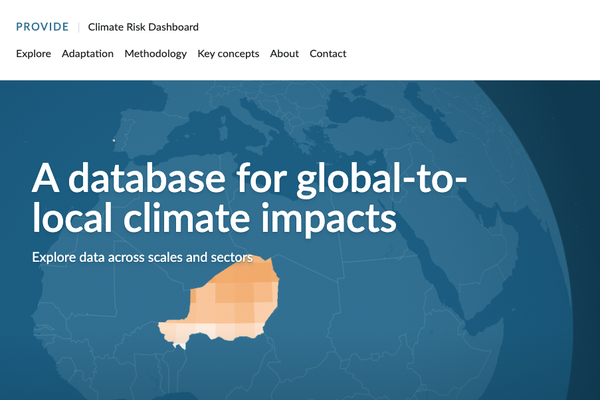 PROVIDE | Climate Risk Dashboard
Explore Adaptation Methodology Key concepts About Contact
A database for global-to-
local climate impacts
Explore data across scales and sectors